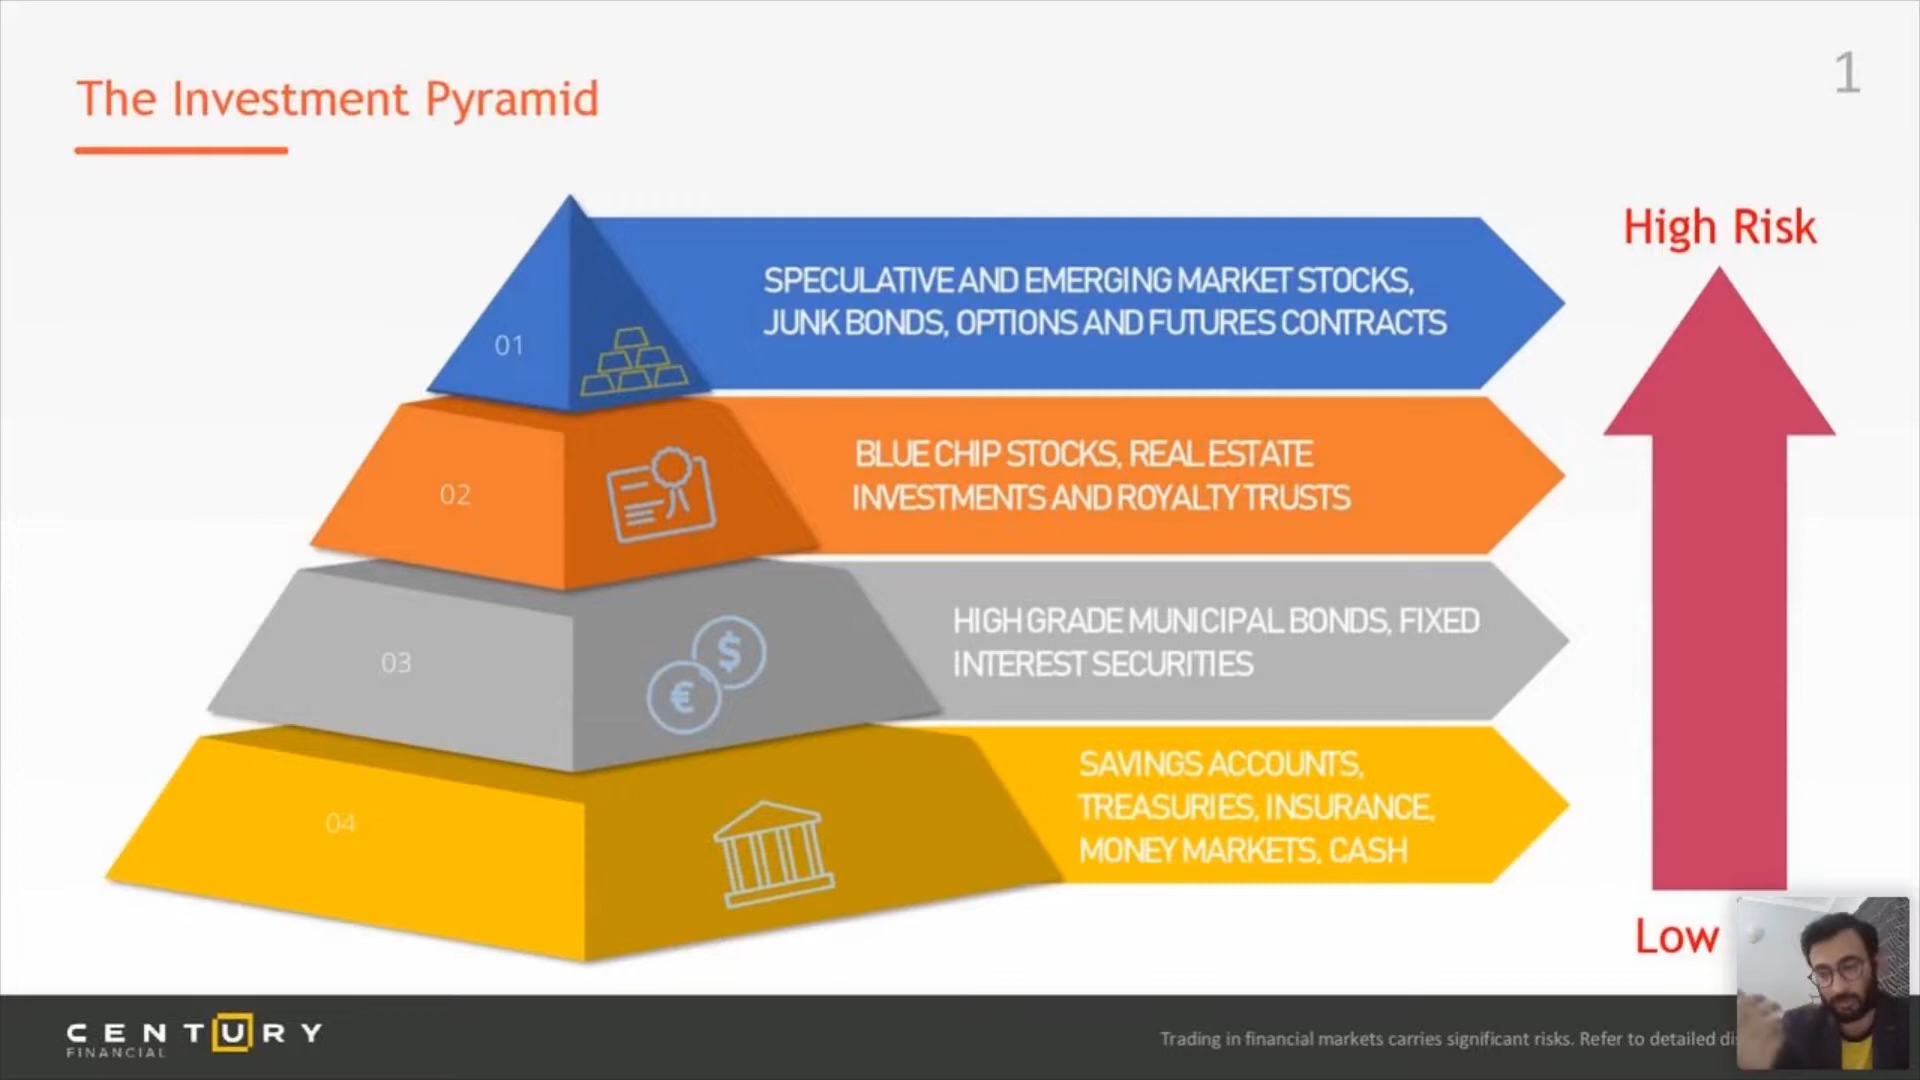 The Investment Pyramid
1
High Risk
01
SPECULATIVE AND EMERGING MARKET STOCKS,
JUNK BONDS, OPTIONS AND FUTURES CONTRACTS
02
BLUE CHIP STOCKS, REAL ESTATE
INVESTMENTS AND ROYALTY TRUSTS
03
$
€
HIGH GRADE MUNICIPAL BONDS, FIXED
INTEREST SECURITIES
04
SAVINGS ACCOUNTS,
TREASURIES, INSURANCE,
MONEY MARKETS, CASH
Low
CENTURY
FINANCIAL
Trading in financial markets carries significant risks. Refer to detailed